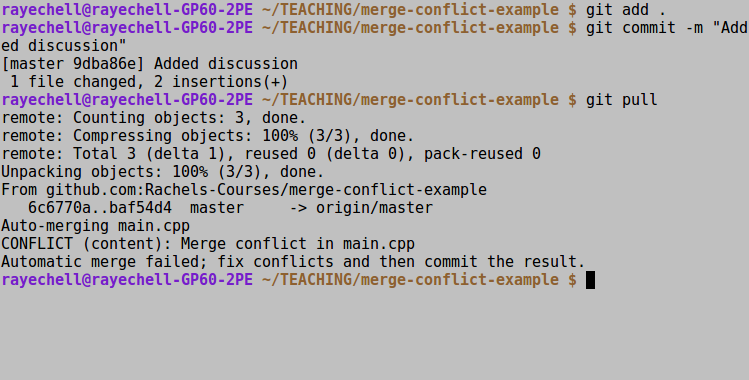 rayechell@rayechell-GP60-2PE ~/TEACHING/merge-conflict-example $ git add .
rayechell@rayechell-GP60-2PE ~/TEACHING/merge-conflict-example $ git commit -m "Add
ed discussion"
[master 9dba86e] Added discussion
 1 file changed, 2 insertions(+)
rayechell@rayechell-GP60-2PE ~/TEACHING/merge-conflict-example $ git pull
remote: Counting objects: 3, done.
remote: Compressing objects: 100% (3/3), done.
remote: Total 3 (delta 1), reused 0 (delta 0), pack-reused 0
Unpacking objects: 100% (3/3), done.
From github.com:Rachels-Courses/merge-conflict-example
   6c6770a..baf54d4  master     -> origin/master
Auto-merging main.cpp
CONFLICT (content): Merge conflict in main.cpp
Automatic merge failed; fix conflicts and then commit the result.
rayechell@rayechell-GP60-2PE ~/TEACHING/merge-conflict-example $